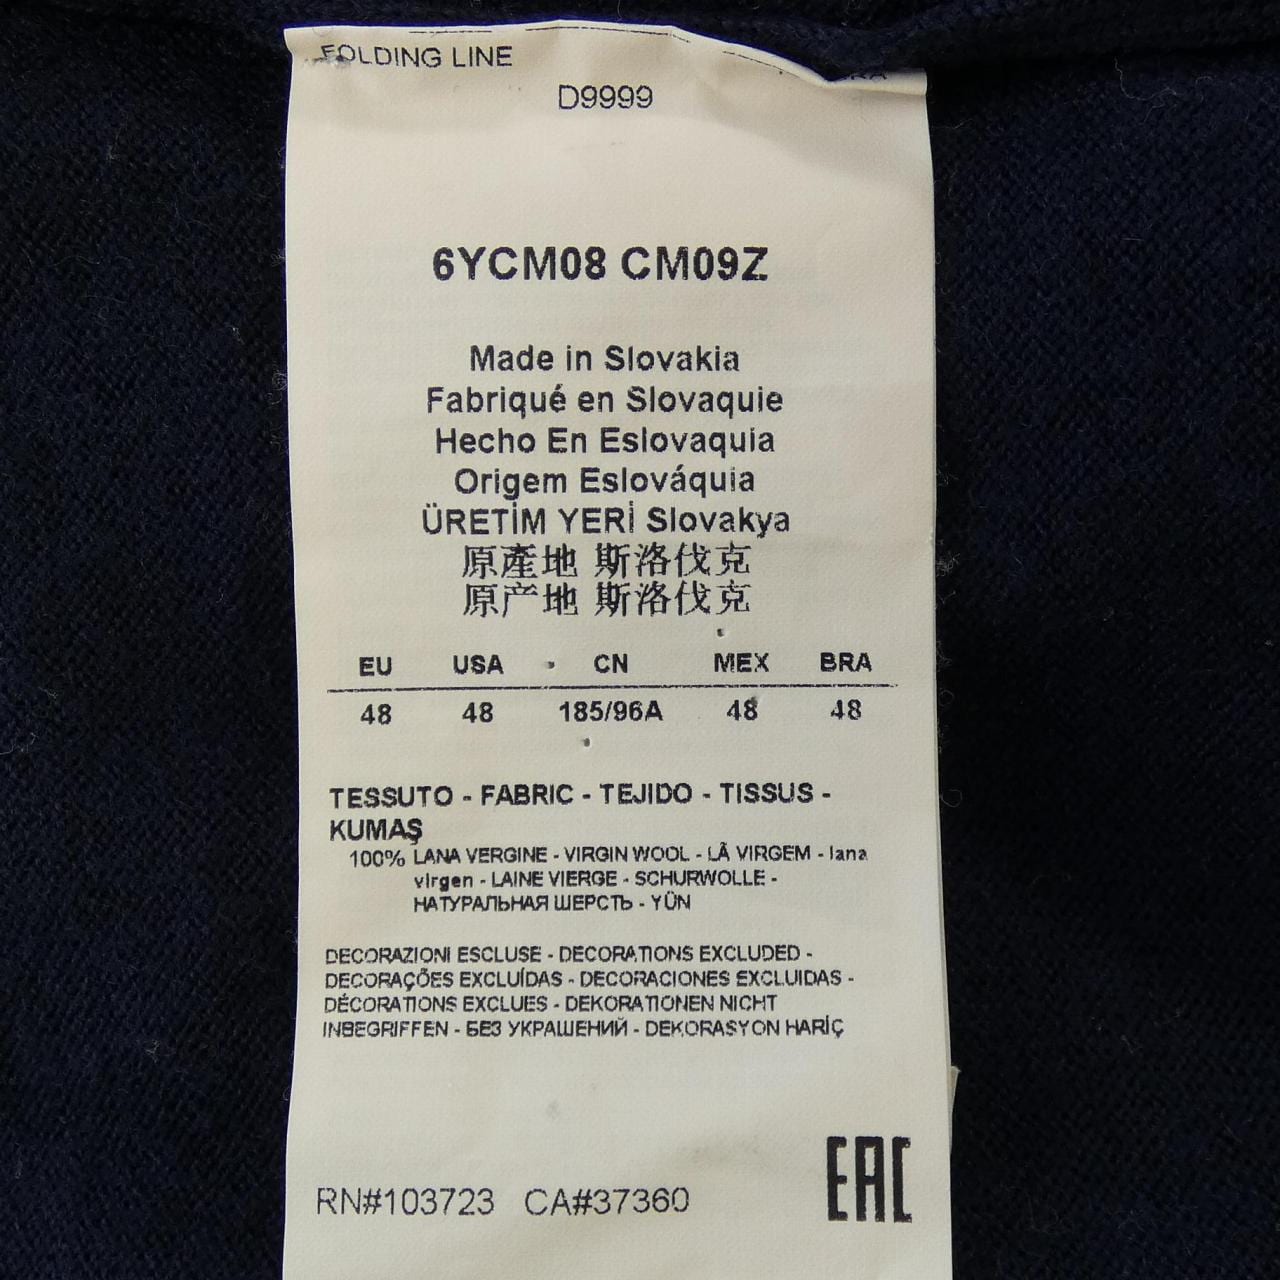 FOLDING LINE
D9999
6YCM08 CM09Z
Made in Slovakia
Fabriqué en Slovaquie
Hecho En Eslovaquia
Origem Eslováquia
ÜRETİM YERİ Slovakya
原產地 斯洛伐克
原产地 斯洛伐克
EU USA CN MEX BRA
48 48 185/96A 48 48
TESSUTO - FABRIC - TEJIDO - TISSUS -
KUMAŞ
100% LANA VERGINE - VIRGIN WOOL - LÃ VIRGEM - lana
virgen - LAINE VIERGE - SCHURWOLLE -
НАТУРАЛЬНАЯ ШЕРСТЬ - YÜN
DECORAZIONI ESCLUSE - DECORATIONS EXCLUDED -
DECORAÇÕES EXCLUÍDAS - DECORACIONES EXCLUIDAS -
DÉCORATIONS EXCLUES - DEKORATIONEN NICHT
INBEGRIFFEN - БЕЗ УКРАШЕНИЙ - DEKORASYON HARİÇ
EAC
RN#103723 CA#37360